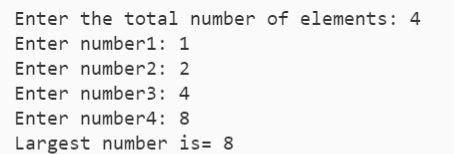 Enter the total number of elements: 4
Enter number1: 1
Enter number2: 2
Enter number3: 4
Enter number4: 8
Largest number is= 8